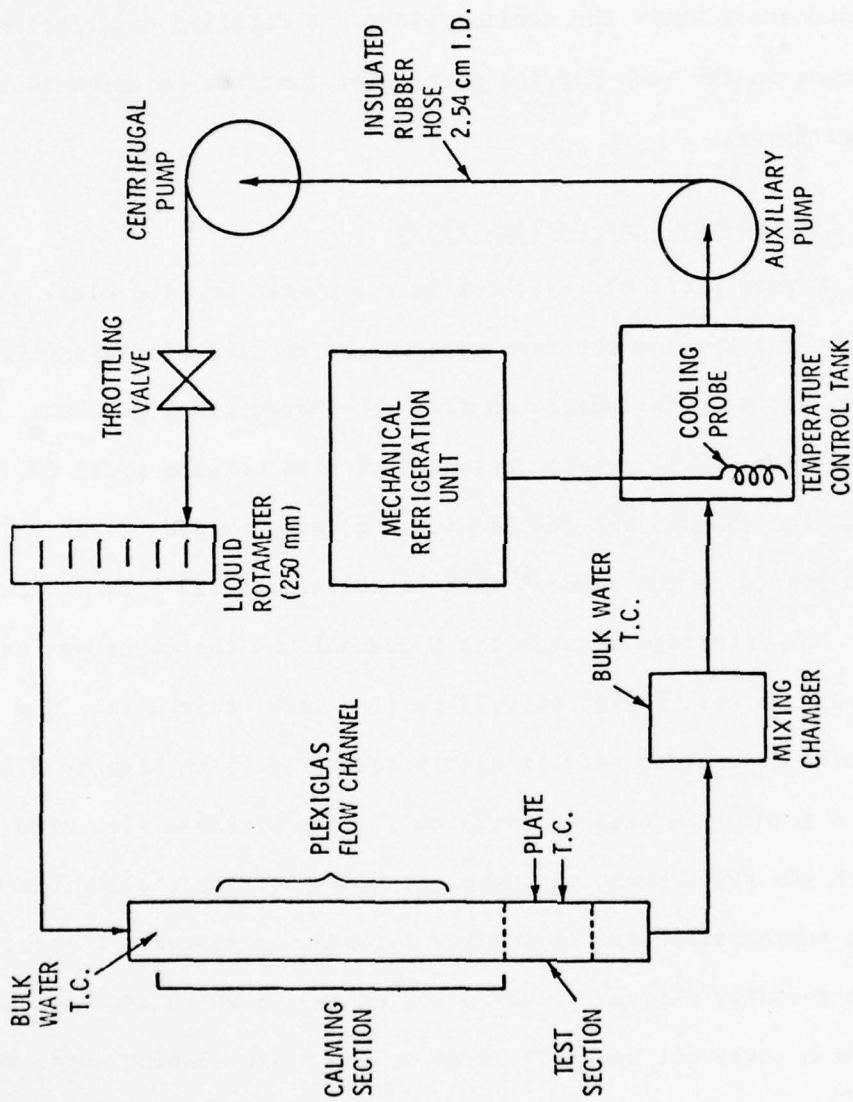 BULK
WATER
T.C.
THROTTLING
VALVE
CENTRIFUGAL
PUMP
LIQUID
ROTAMETER
(250 mm)
CALMING
SECTION
PLEXIGLAS
FLOW CHANNEL
MECHANICAL
REFRIGERATION
UNIT
INSULATED
RUBBER
HOSE,
2.54 cm I.D.
TEST
SECTION
PLATE
T.C.
BULK WATER
T.C.
MIXING
CHAMBER
COOLING
PROBE
TEMPERATURE
CONTROL TANK
AUXILIARY
PUMP